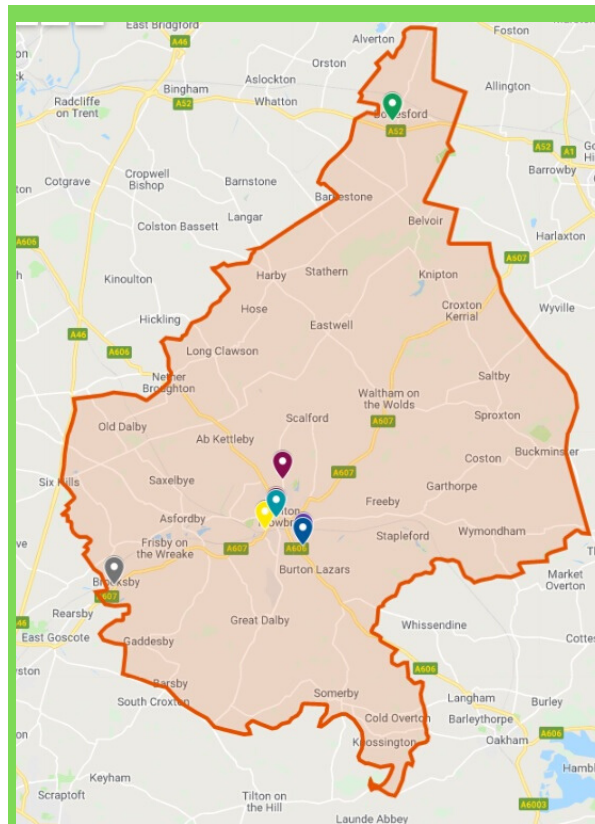 East Bridgford
A46
Alverton
Foston
Orston
Aslockton
Bingham
Allington
Radcliffe
on Trent
A52
Whatton
A52
A52
A1
Barrowby
Cropwell
Bishop
Cotgrave
Barnstone
Langar
Belvoir
Colston Bassett
Harlaxton
A606
A607
Stathern
Knipton
Harby
Kinoulton
Croxton
Kerrial
Wyville
Hose
Hickling
Eastwell
A46
A606
Long Clawson
Nether
Broughton
Saltby
Waltham on
the Wolds
Scalford
Sproxton
Old Dalby
A607
Ab Kettleby
Buckminster
Coston
A607
Six Hills
Saxelbye
Garthorpe
Freeby
Asfordby
Wymondham
Stapleford
Frisby on
the Wreake
A607
A606
Burton Lazars
Market
Overton
Brooksby
Rearsby
Great Dalby
Whissendine
East Goscote
Gaddesby
A606
Barsby
Somerby
Langham
Burley
South Croxton
Cold Overton
Barleythorpe
A606
Knossington
Oakham
Keyham
Scraptoft
Tilton on
the Hill
A6003
Launde Abbey